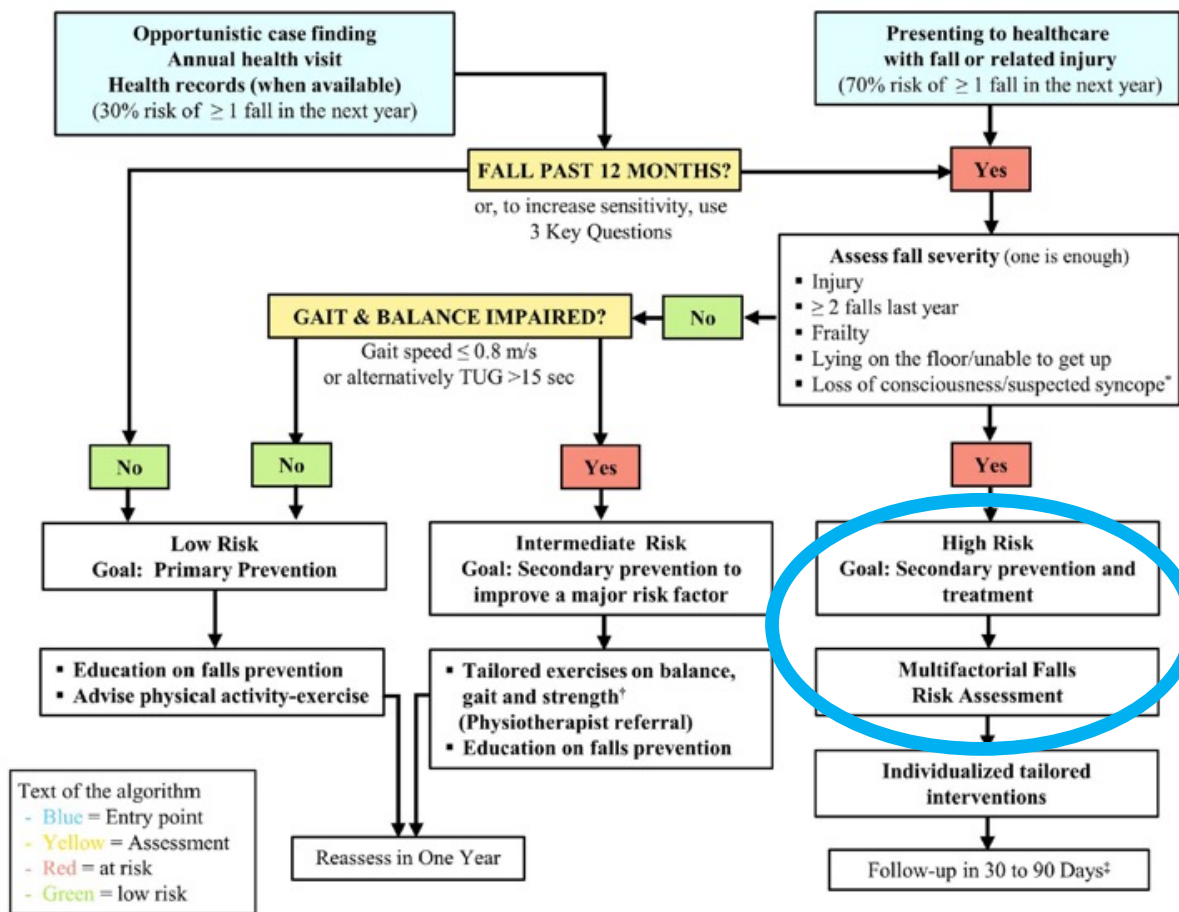 Opportunistic case finding
Annual health visit
Health records (when available)
(30% risk of ≥ 1 fall in the next year)
Presenting to healthcare
with fall or related injury
(70% risk of ≥ 1 fall in the next year)
FALL PAST 12 MONTHS?
or, to increase sensitivity, use
3 Key Questions
Yes
Assess fall severity (one is enough)
▪ Injury
▪ ≥ 2 falls last year
▪ Frailty
▪ Lying on the floor/unable to get up
▪ Loss of consciousness/suspected syncope*
No
GAIT & BALANCE IMPAIRED?
Gait speed ≤ 0.8 m/s
or alternatively TUG >15 sec
No
No
Yes
Yes
Low Risk
Goal: Primary Prevention
Intermediate Risk
Goal: Secondary prevention to
improve a major risk factor
High Risk
Goal: Secondary prevention and
treatment
▪ Education on falls prevention
▪ Advise physical activity-exercise
▪ Tailored exercises on balance,
gait and strength†
(Physiotherapist referral)
▪ Education on falls prevention
Multifactorial Falls
Risk Assessment
Individualized tailored
interventions
Reassess in One Year
Follow-up in 30 to 90 Days‡
Text of the algorithm
- Blue = Entry point
- Yellow = Assessment
- Red = at risk
- Green = low risk